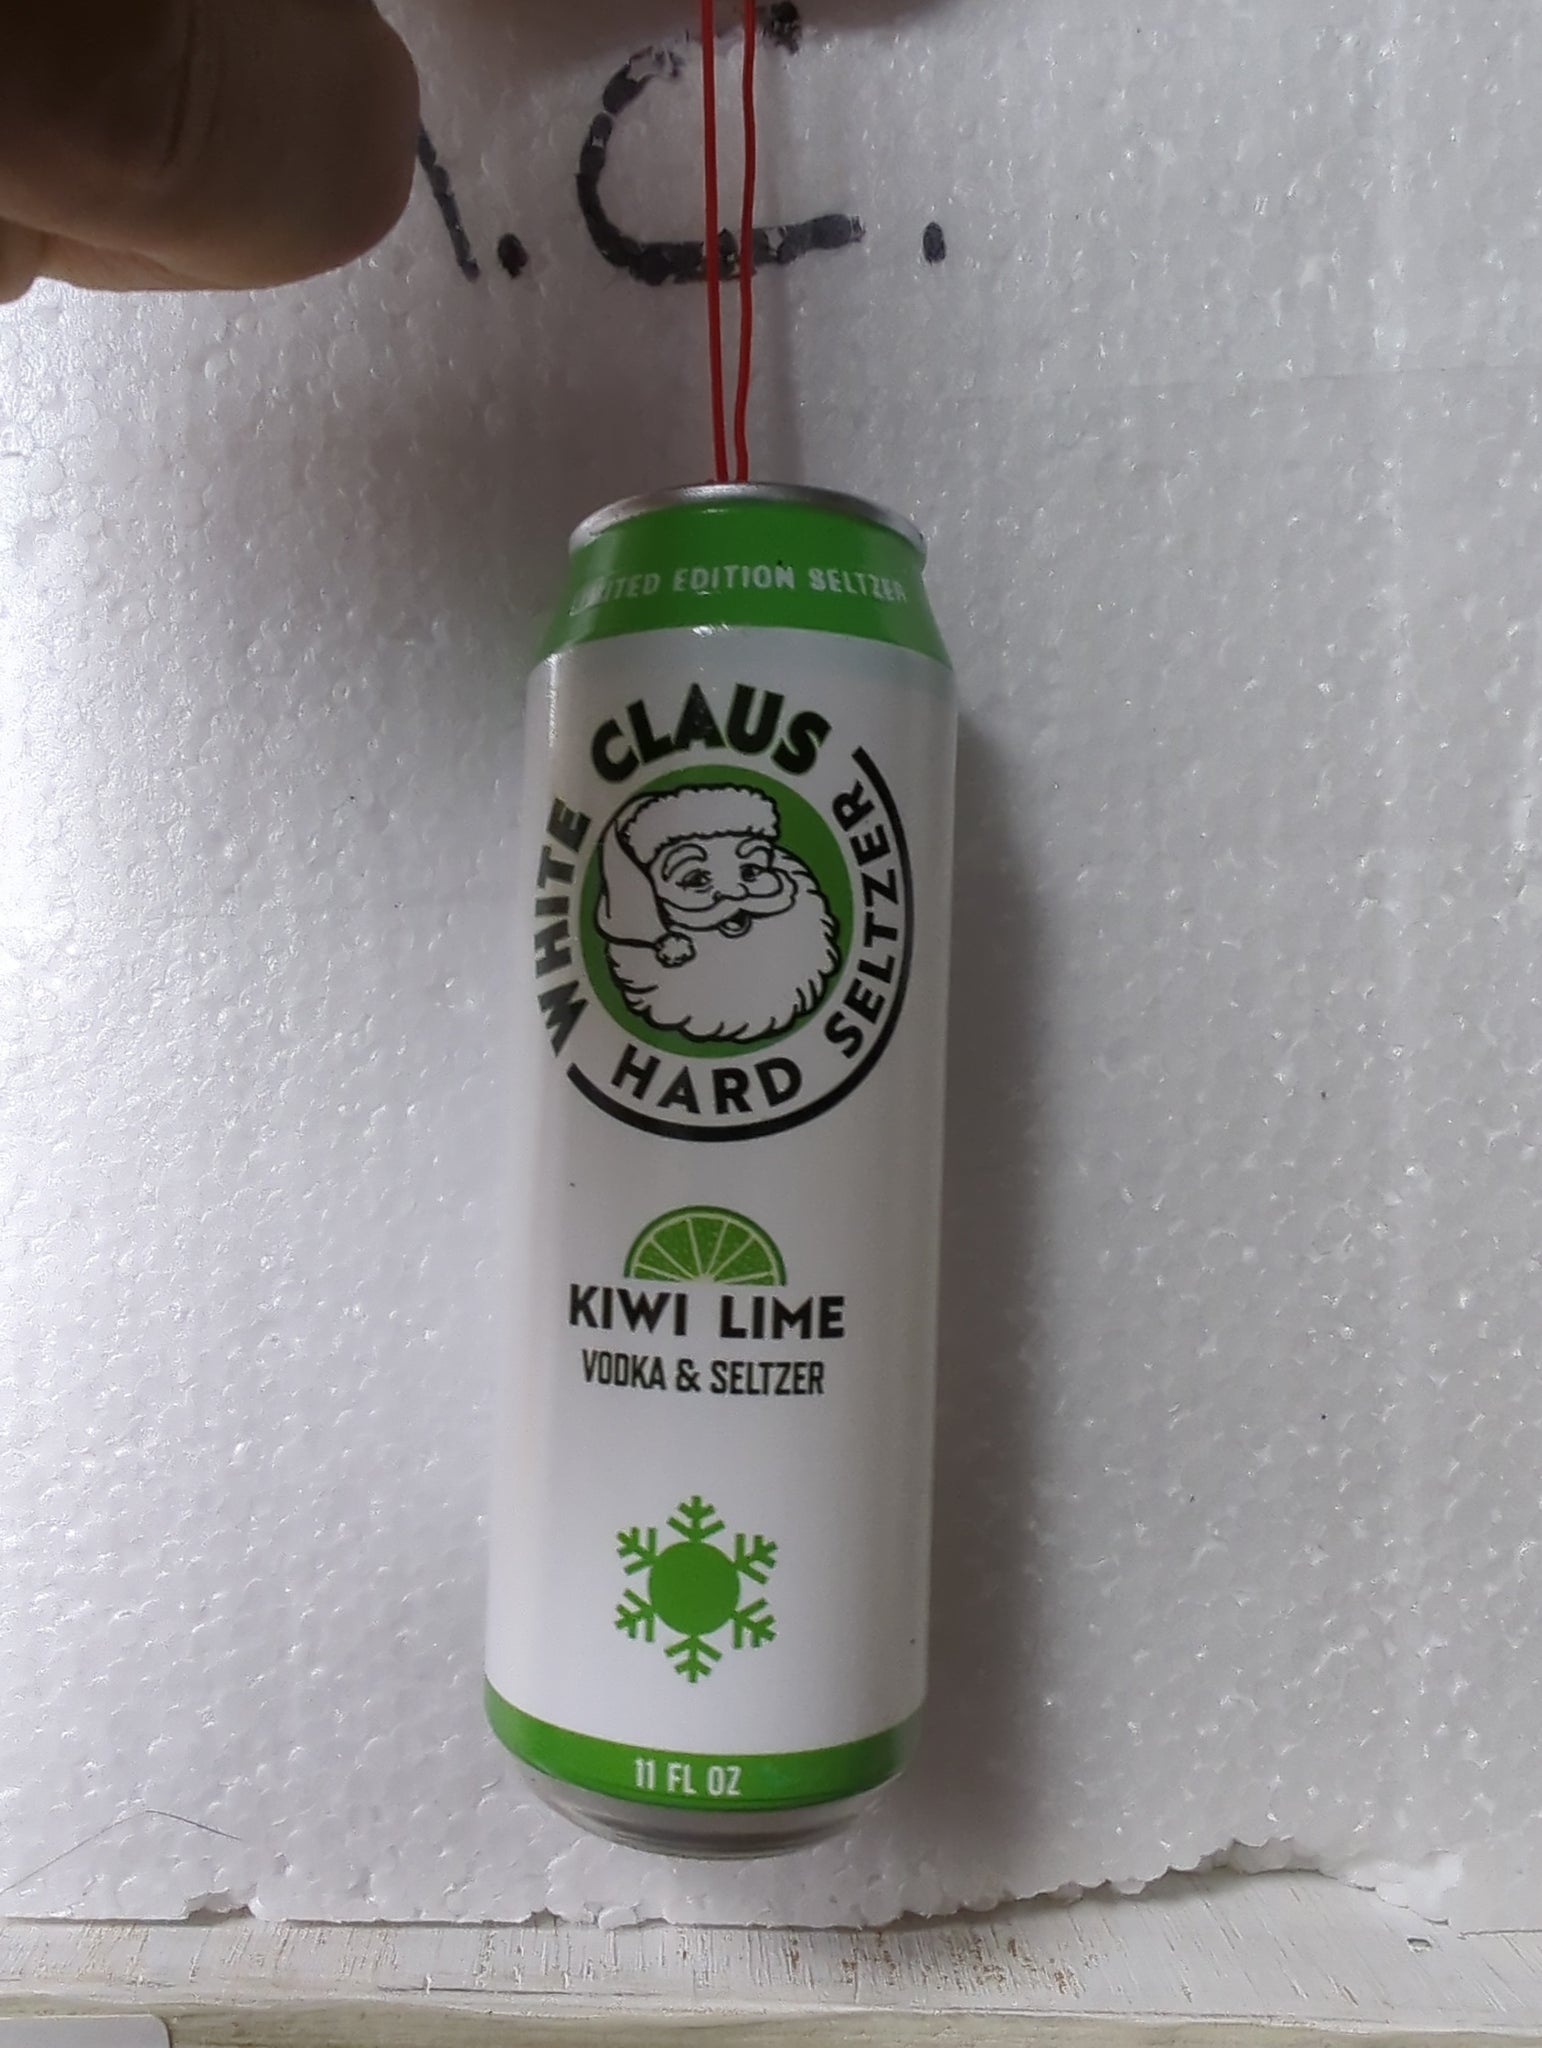 .C.
LIMITED EDITION SELTZER
WHITE CLAUS
HARD SELTZER
KIWI LIME
VODKA & SELTZER
11 FL OZ